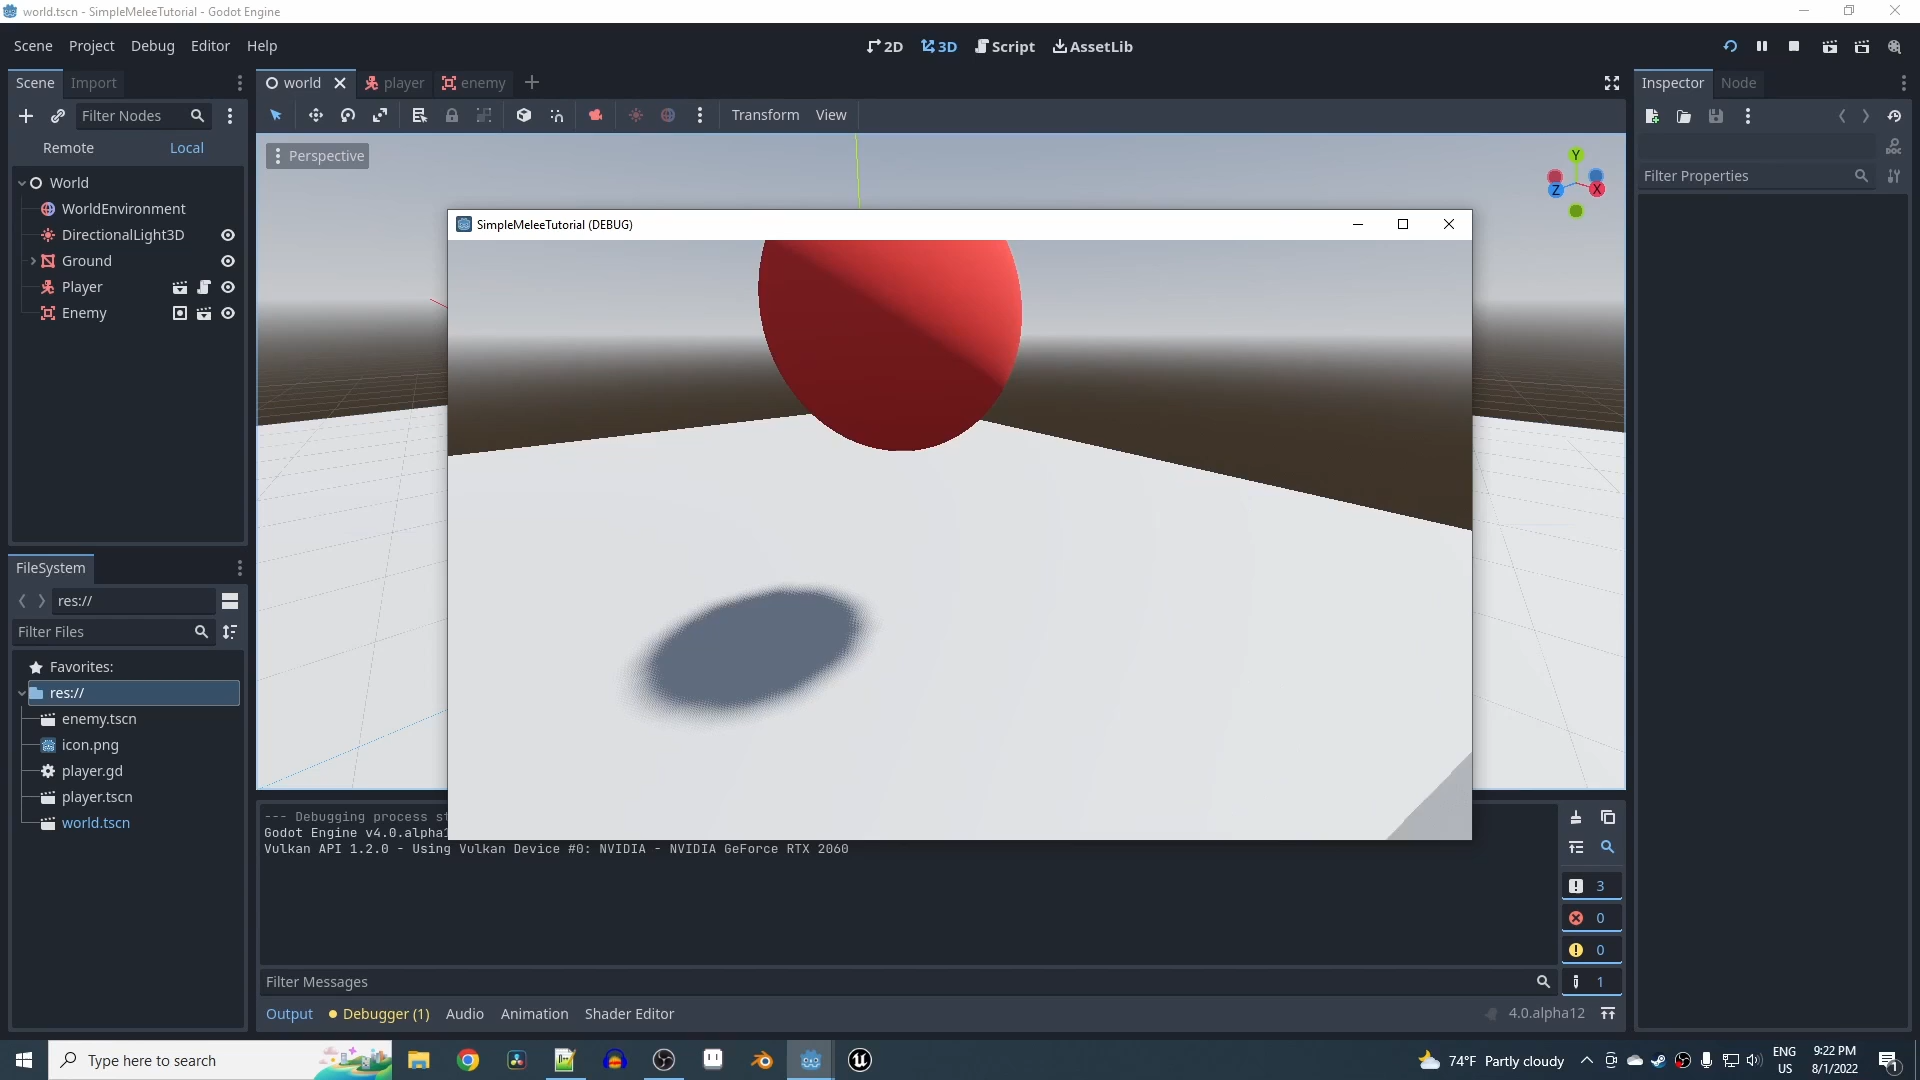 world.tscn - SimpleMeleeTutorial - Godot Engine
Scene Project Debug Editor Help
2D 3D Script AssetLib
Scene Import
world player enemy
Inspector Node
Filter Nodes
Transform View
Remote Local
Perspective
Y
Z X
Filter Properties
World
WorldEnvironment
DirectionalLight3D
Ground
Player
Enemy
SimpleMeleeTutorial (DEBUG)
FileSystem
res://
Filter Files
Favorites:
res://
enemy.tscn
icon.png
player.gd
player.tscn
world.tscn
--- Debugging process
Godot Engine v4.0.alpha1
Vulkan API 1.2.0 - Using Vulkan Device #0: NVIDIA - NVIDIA GeForce RTX 2060
3
0
0
1
Filter Messages
Output Debugger (1) Audio Animation Shader Editor
4.0.alpha12
Type here to search
74°F Partly cloudy
ENG
US
9:22 PM
8/1/2022
1